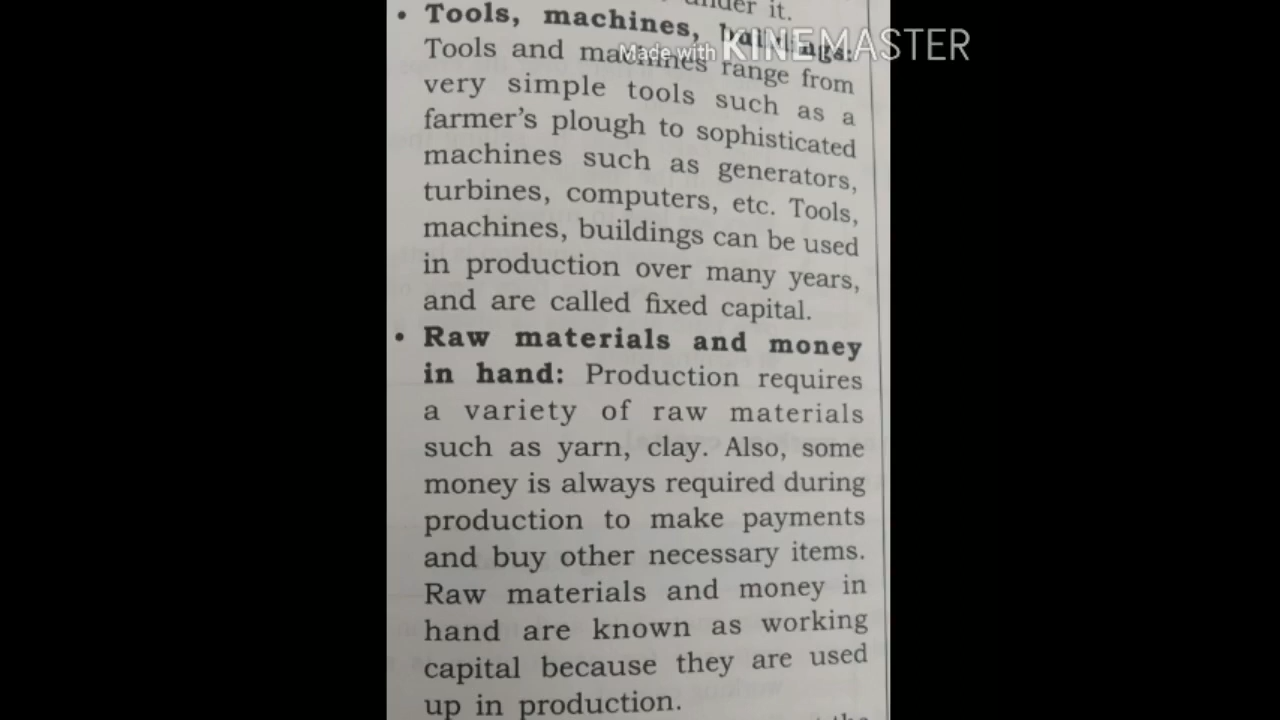 under it.
• Tools, machines, buildings:
Made with KINEMASTER
Tools and machines range from
very simple tools such as a
farmer's plough to sophisticated
machines such as generators,
turbines, computers, etc. Tools,
machines, buildings can be used
in production over many years,
and are called fixed capital.
• Raw materials and money
in hand: Production requires
a variety of raw materials
such as yarn, clay. Also, some
money is always required during
production to make payments
and buy other necessary items.
Raw materials and money in
hand are known as working
capital because they are used
up in production.
the